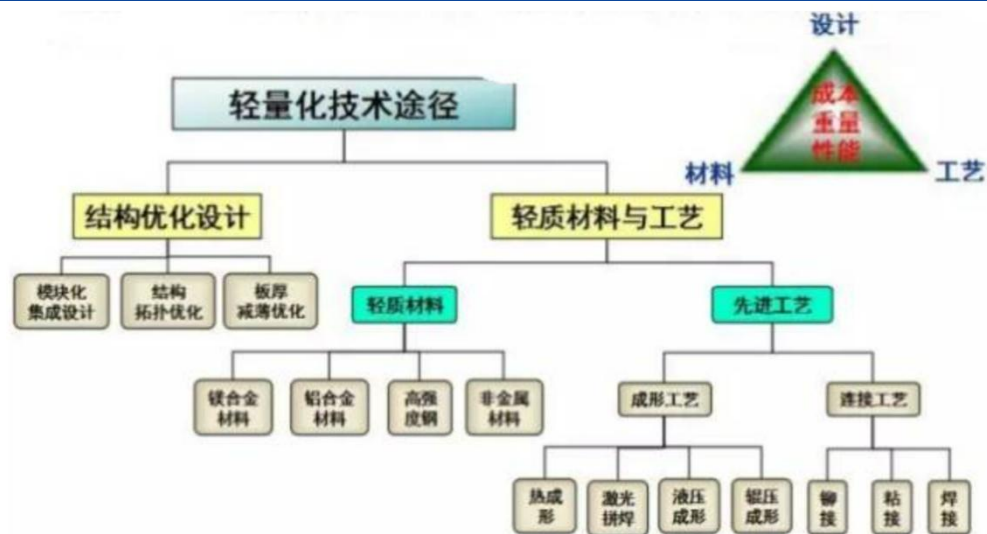 设计
成本
重量
性能
材料
工艺
轻量化技术途径
结构优化设计
轻质材料与工艺
模块化
集成设计
结构
拓扑优化
板厚
减薄优化
轻质材料
先进工艺
镁合金
材料
铝合金
材料
高强
度钢
非金属
材料
成形工艺
连接工艺
热成
形
激光
拼焊
液压
成形
辊压
成形
铆
接
粘
接
焊
接